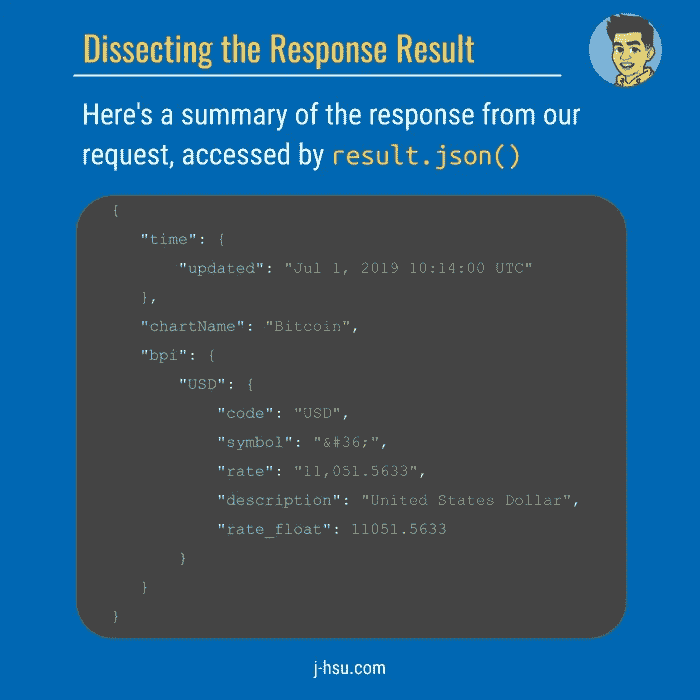 Dissecting the Response Result
Here's a summary of the response from our
request, accessed by result.json()
{
"time": {
"updated": "Jul 1, 2019 10:14:00 UTC"
},
"chartName": "Bitcoin",
"bpi": {
"USD": {
"code": "USD",
"symbol": "&#36;",
"rate": "11,051.5633",
"description": "United States Dollar",
"rate_float": 11051.5633
}
}
}
j-hsu.com